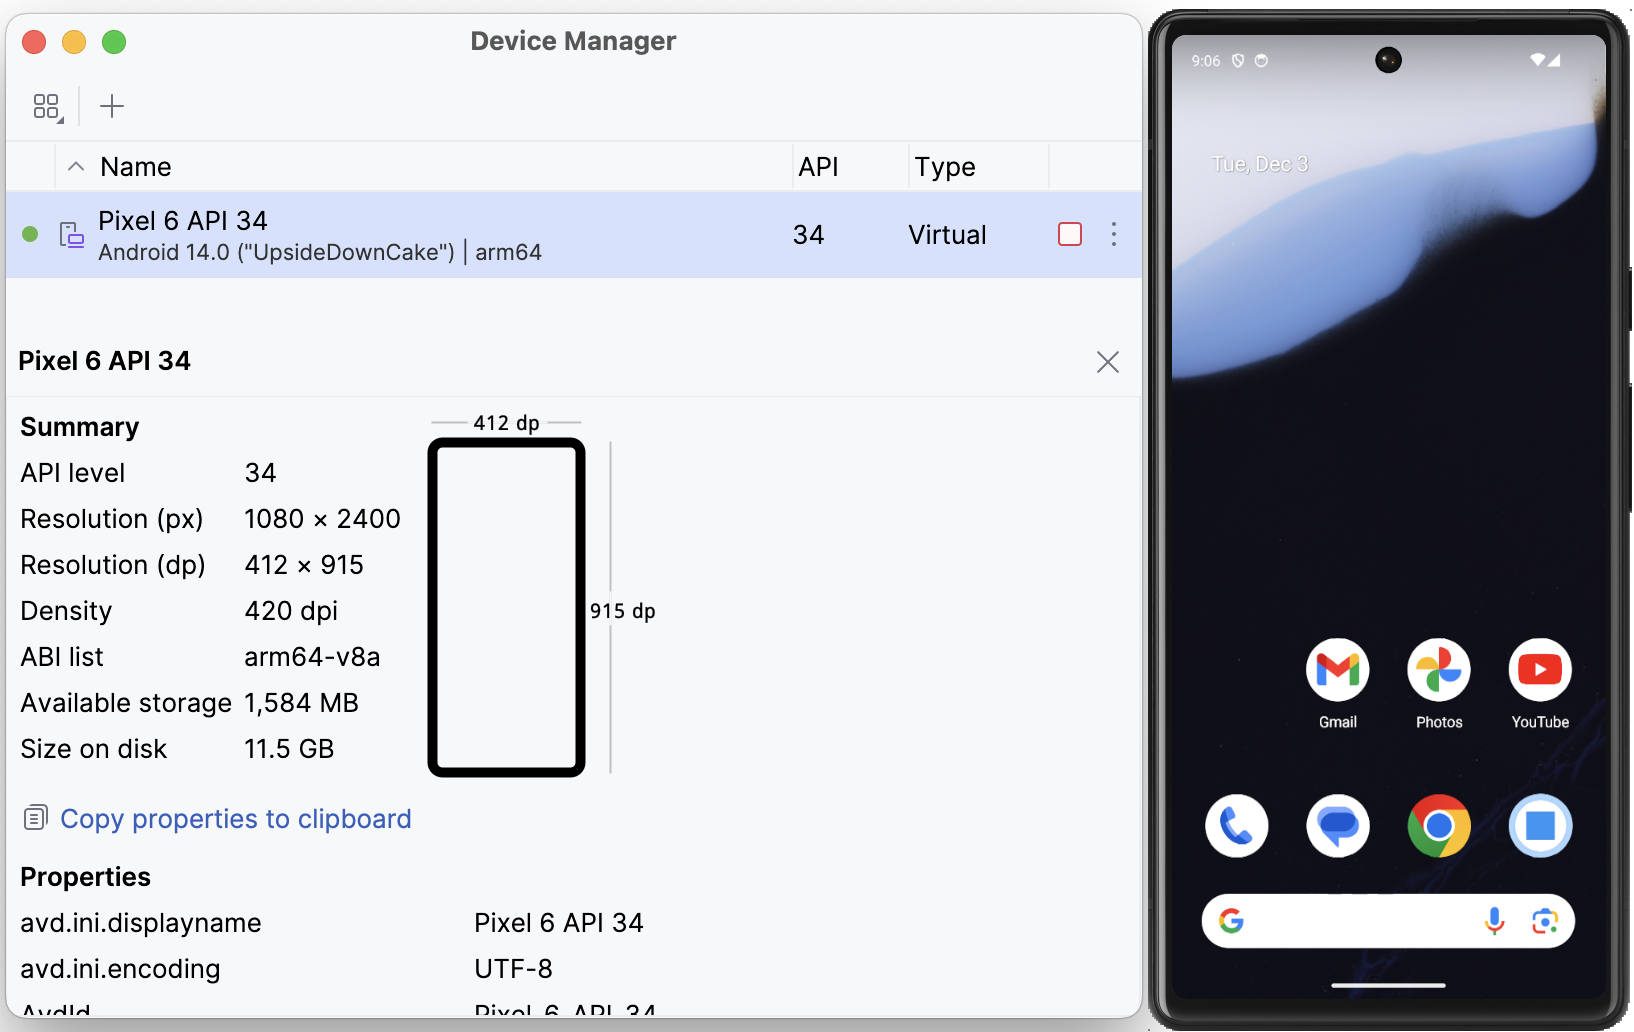 Device Manager
Name API Type
Pixel 6 API 34
Android 14.0 ("UpsideDownCake") | arm64
34 Virtual
Pixel 6 API 34
Summary
API level 34
Resolution (px) 1080 × 2400
Resolution (dp) 412 × 915
Density 420 dpi
ABI list arm64-v8a
Available storage 1,584 MB
Size on disk 11.5 GB
412 dp
915 dp
Copy properties to clipboard
Properties
avd.ini.displayname Pixel 6 API 34
avd.ini.encoding UTF-8
AvdId Pixel_6_API_34
9:06
Tue, Dec 3
Gmail Photos YouTube